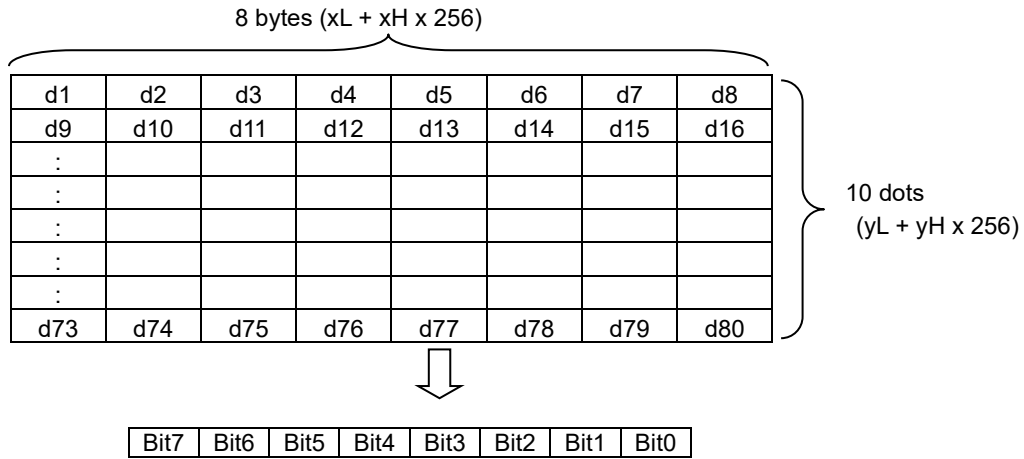 8 bytes (xL + xH x 256)
d1 d2 d3 d4 d5 d6 d7 d8
d9 d10 d11 d12 d13 d14 d15 d16
:
:
:
:
:
d73 d74 d75 d76 d77 d78 d79 d80
10 dots
(yL + yH x 256)
Bit7 Bit6 Bit5 Bit4 Bit3 Bit2 Bit1 Bit0